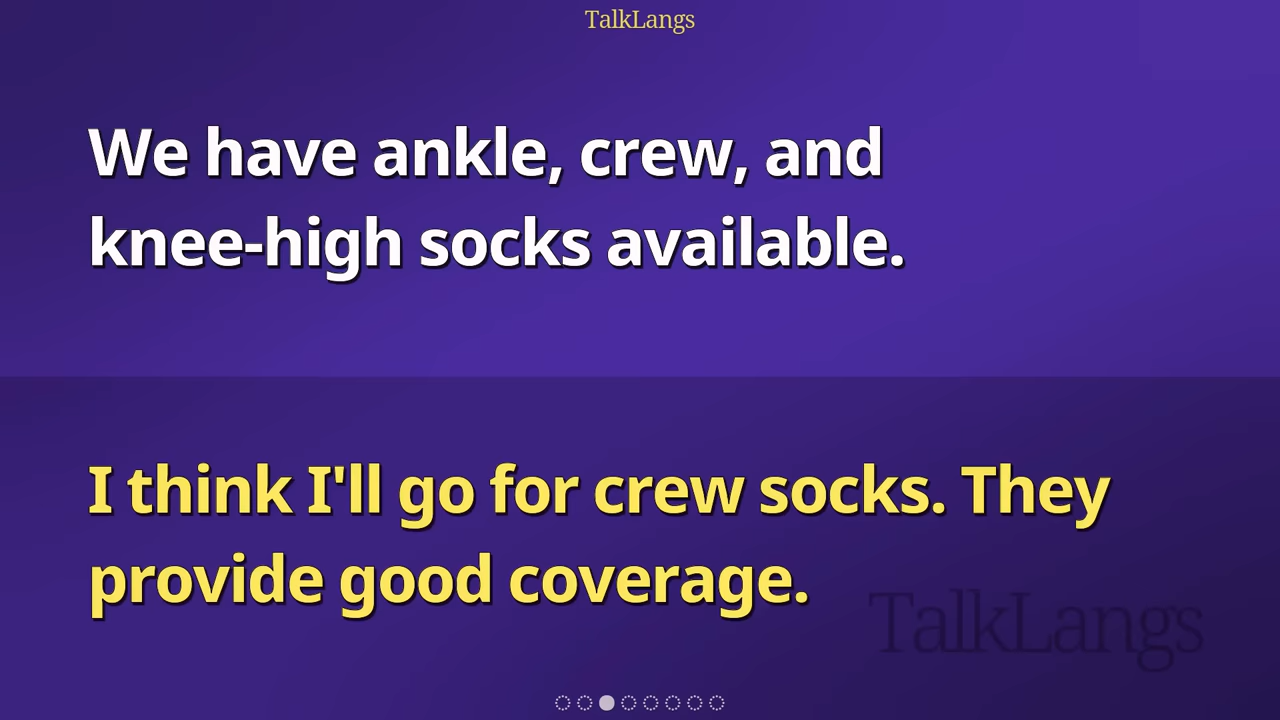 TalkLangs
We have ankle, crew, and
knee-high socks available.
I think I'll go for crew socks. They
provide good coverage.
TalkLangs